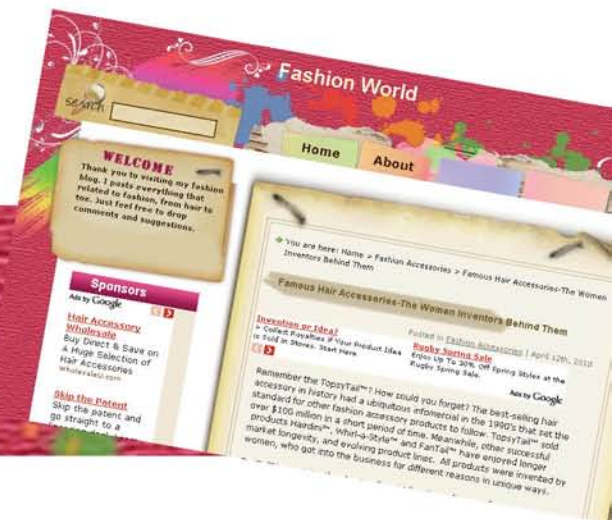 Fashion World
search
Home
About
WELCOME
Thank you to visiting my fashion
blog. I posts everything that
related to fashion, from hair to
toe. Just feel free to drop
comments and suggestions.
Sponsors
Ads by Google
Hair Accessory
Wholesale
Buy Direct & Save on
A Huge Selection of
Hair Accessories
Wholesale
Skip the Patent
Skip the patent and
go straight to a
You are here: Home > Fashion Accessories > Famous Hair Accessories-The Women
Inventors Behind Them
Famous Hair Accessories-The Women Inventors Behind Them
Posted in Fashion Accessories | April 12th, 2010
Invention or Idea?
Collect Royalties If Your Product Idea
is Sold in Stores. Start Here
Rugby Spring Sale
Enjoy Up To 30% Off Spring Styles at the
Rugby Spring Sale.
Ads by Google
Remember the TopsyTail™? How could you forget? The best-selling hair
accessory in history had a ubiquitous infomercial in the 1990's that set the
standard for other fashion accessory products to follow. TopsyTail™ sold
over $100 million in a short period of time. Meanwhile, other successful
products Hairdini™, Whirl-a-Style™ and FanTail™ have enjoyed longer
market longevity, and evolving product lines. All products were invented by
women, who got into the business for different reasons in unique ways.